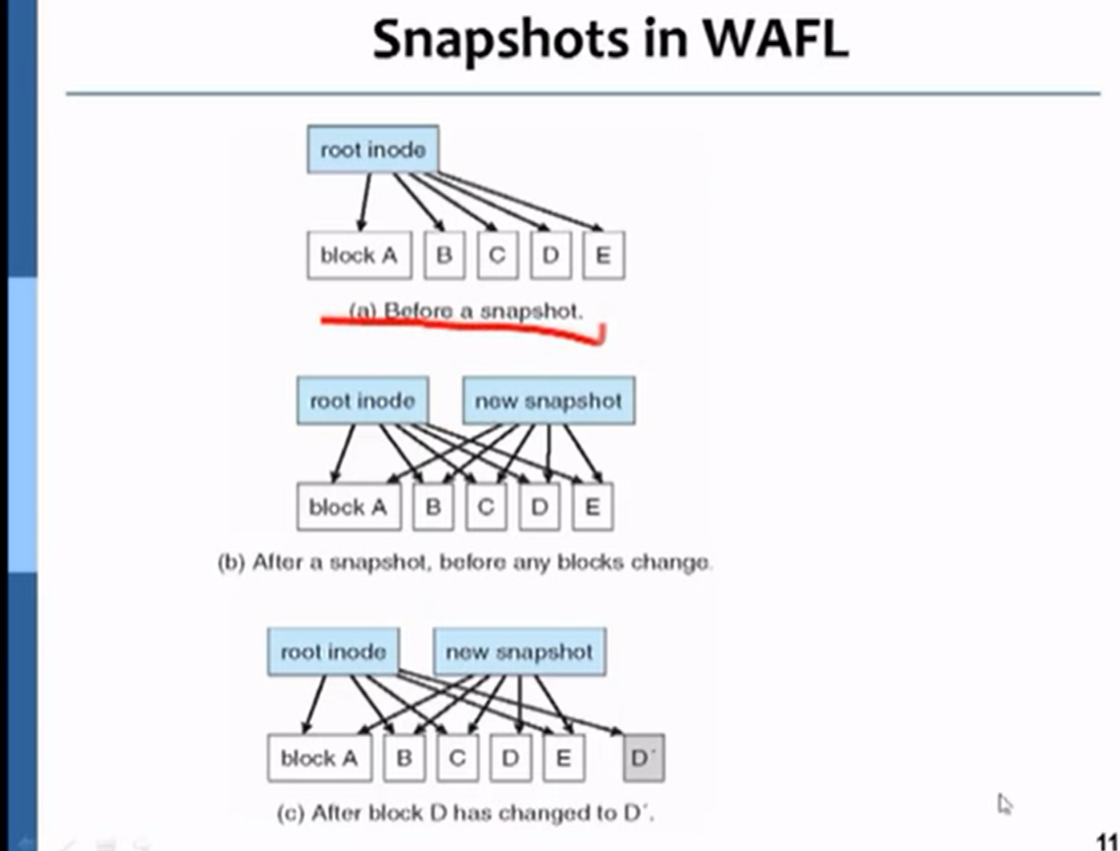 Snapshots in WAFL
root inode
block A B C D E
(a) Before a snapshot.
root inode new snapshot
block A B C D E
(b) After a snapshot, before any blocks change.
root inode new snapshot
block A B C D E D´
(c) After block D has changed to D´.
11